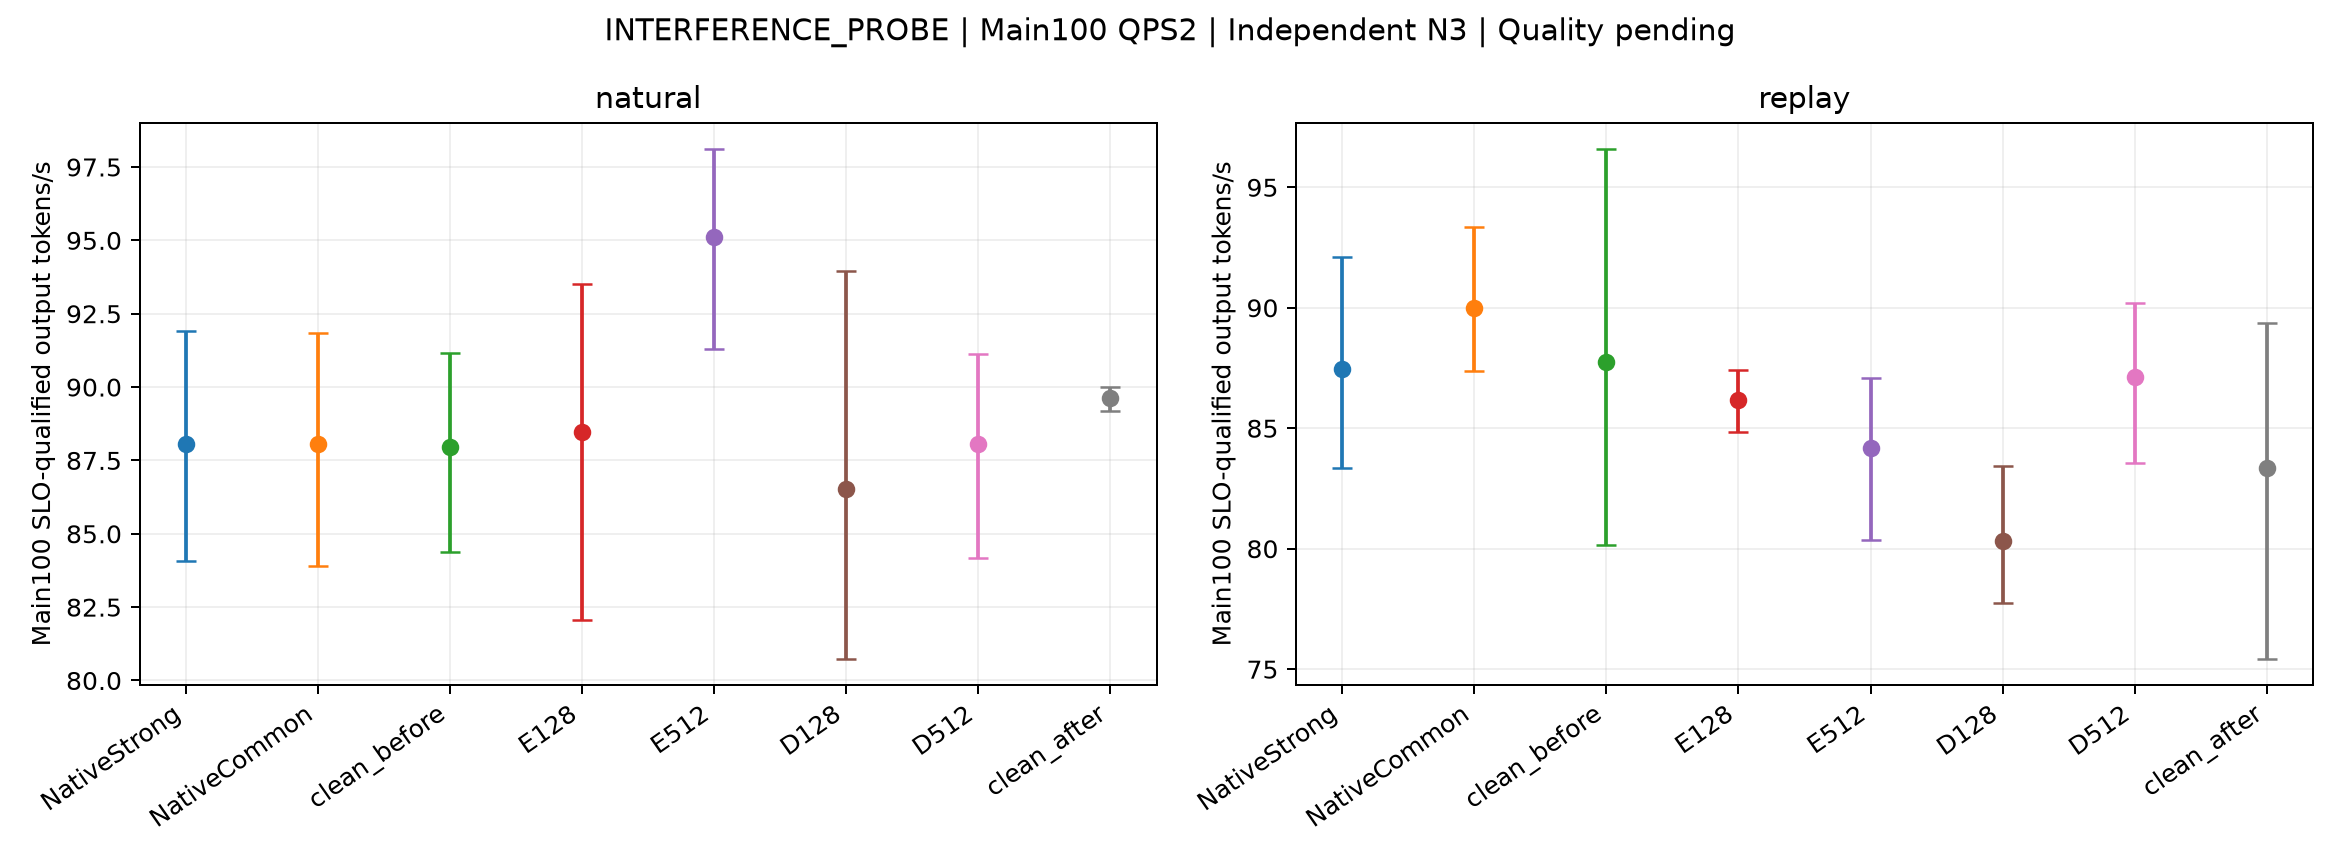 INTERFERENCE_PROBE | Main100 QPS2 | Independent N3 | Quality pending
natural
Main100 SLO-qualified output tokens/s
97.5
95.0
92.5
90.0
87.5
85.0
82.5
80.0
NativeStrong
NativeCommon
clean_before
E128
E512
D128
D512
clean_after
replay
Main100 SLO-qualified output tokens/s
95
90
85
80
75
NativeStrong
NativeCommon
clean_before
E128
E512
D128
D512
clean_after